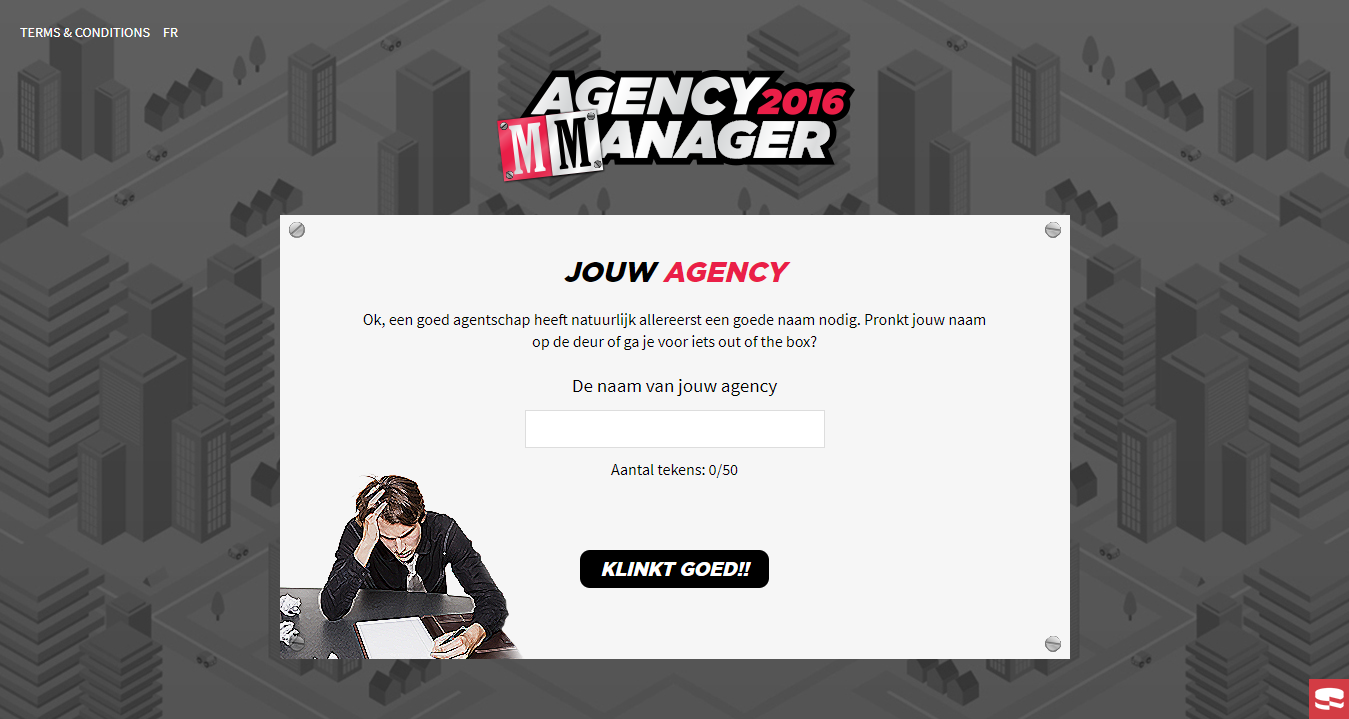 TERMS & CONDITIONS FR
AGENCY 2016
MMANAGER
JOUW AGENCY
Ok, een goed agentschap heeft natuurlijk allereerst een goede naam nodig. Pronkt jouw naam
op de deur of ga je voor iets out of the box?
De naam van jouw agency
Aantal tekens: 0/50
KLINKT GOED!!